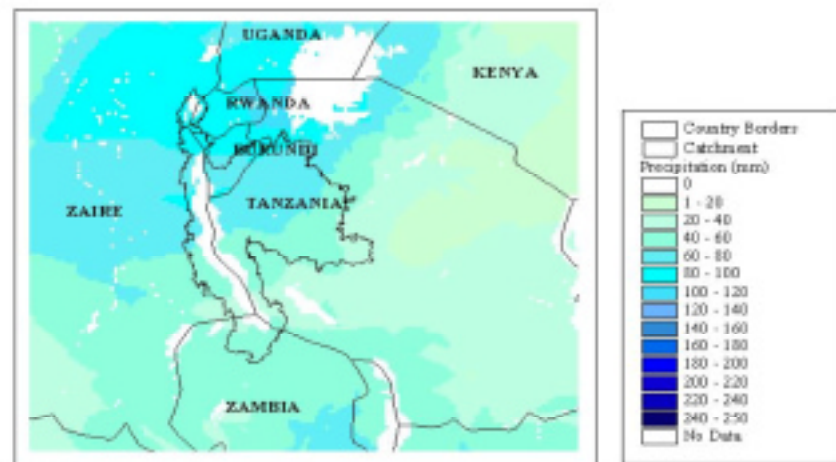 UGANDA
KENYA
RWANDA
BURUNDI
ZAIRE
TANZANIA
ZAMBIA
Country Borders
Catchment
Precipitation (mm)
0
1 - 20
20 - 40
40 - 60
60 - 80
80 - 100
100 - 120
120 - 140
140 - 160
160 - 180
180 - 200
200 - 220
220 - 240
240 - 250
No Data